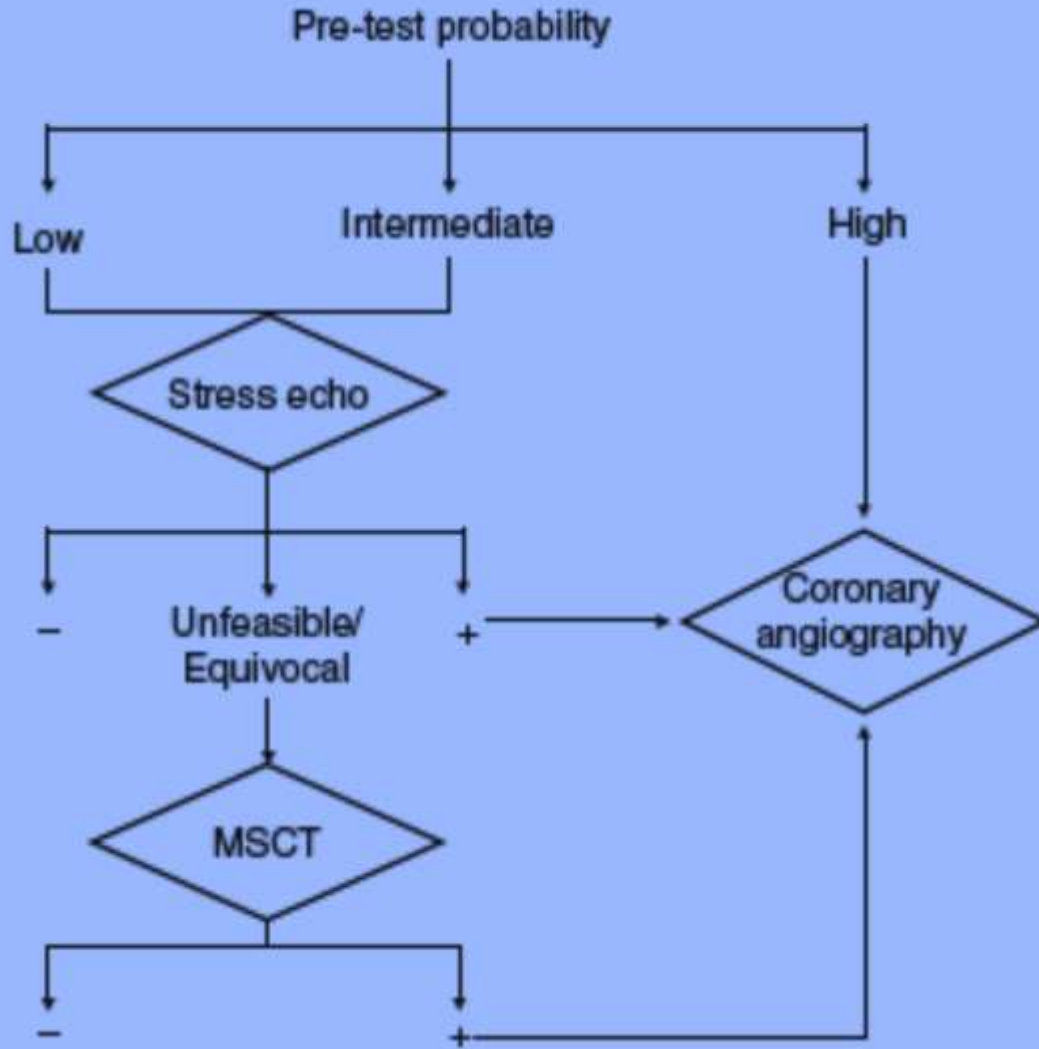 Pre-test probability
Low
Intermediate
High
Stress echo
–
Unfeasible/
Equivocal
+
Coronary
angiography
MSCT
–
+